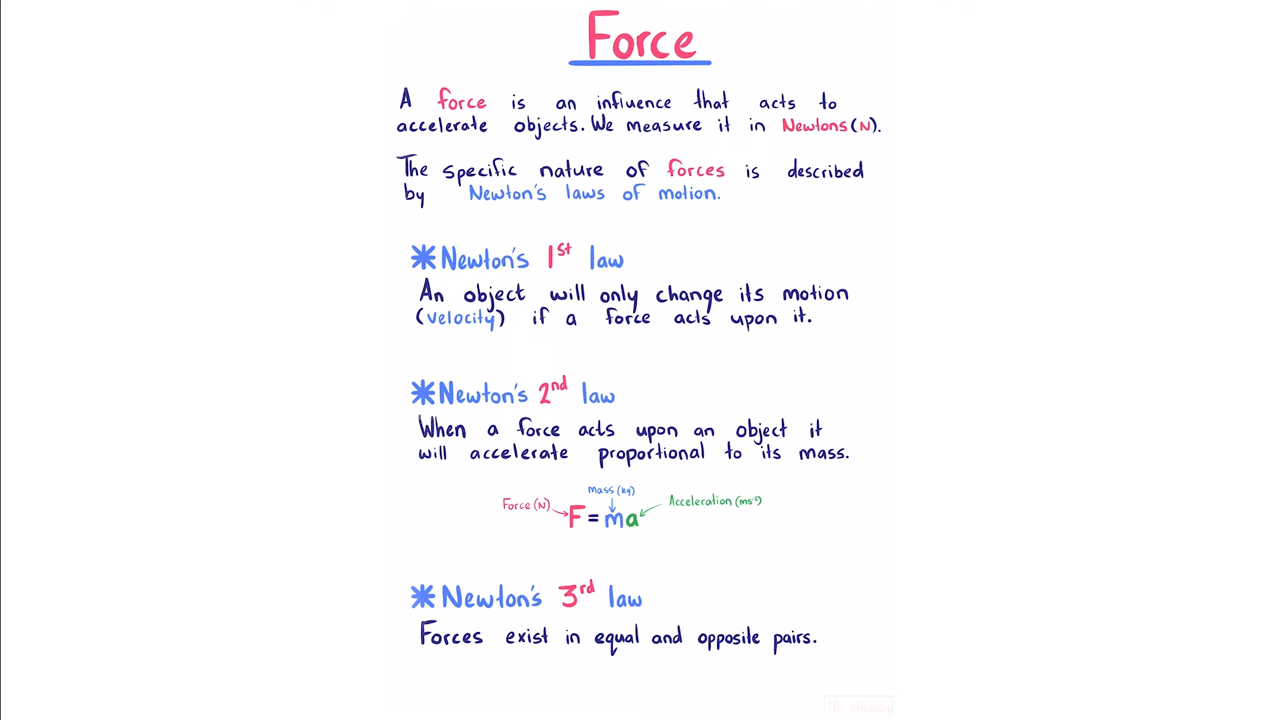 Force
A force is an influence that acts to
accelerate objects. We measure it in Newtons (N).
The specific nature of forces is described
by Newton's laws of motion.
*Newton's 1st law
An object will only change its motion
(velocity) if a force acts upon it.
*Newton's 2nd law
When a force acts upon an object it
will accelerate proportional to its mass.
mass (kg)
Force (N)
Acceleration (ms⁻²)
F = ma
*Newton's 3rd law
Forces exist in equal and opposite pairs.